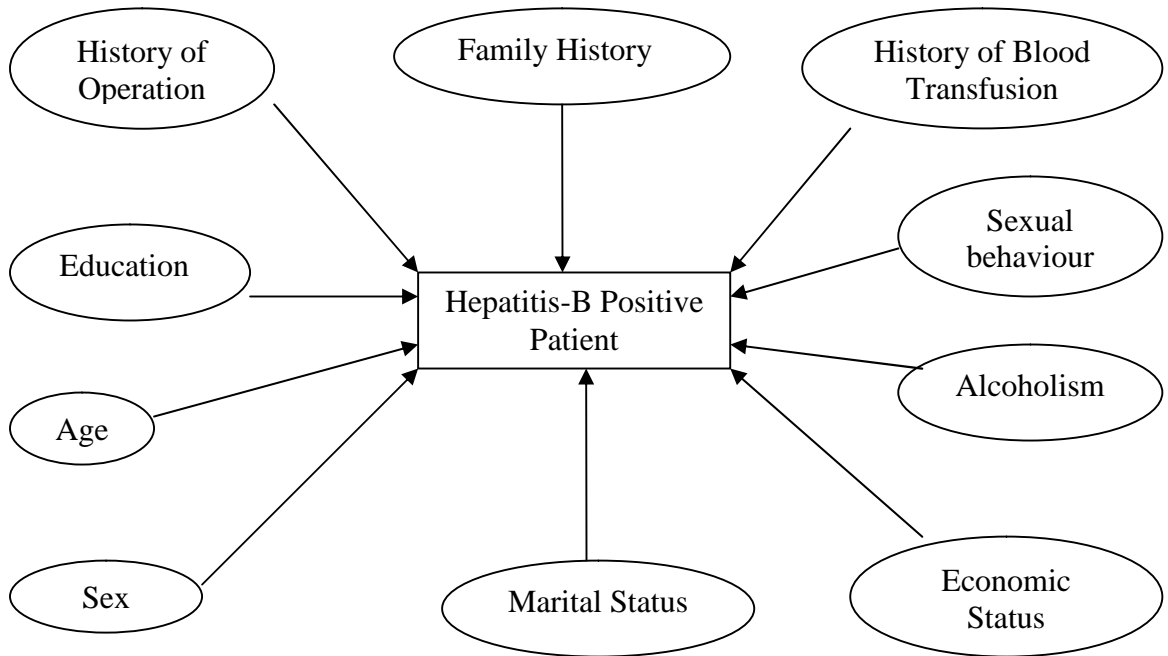 History of
Operation
Family History
History of Blood
Transfusion
Education
Sexual
behaviour
Hepatitis-B Positive
Patient
Age
Alcoholism
Sex
Marital Status
Economic
Status